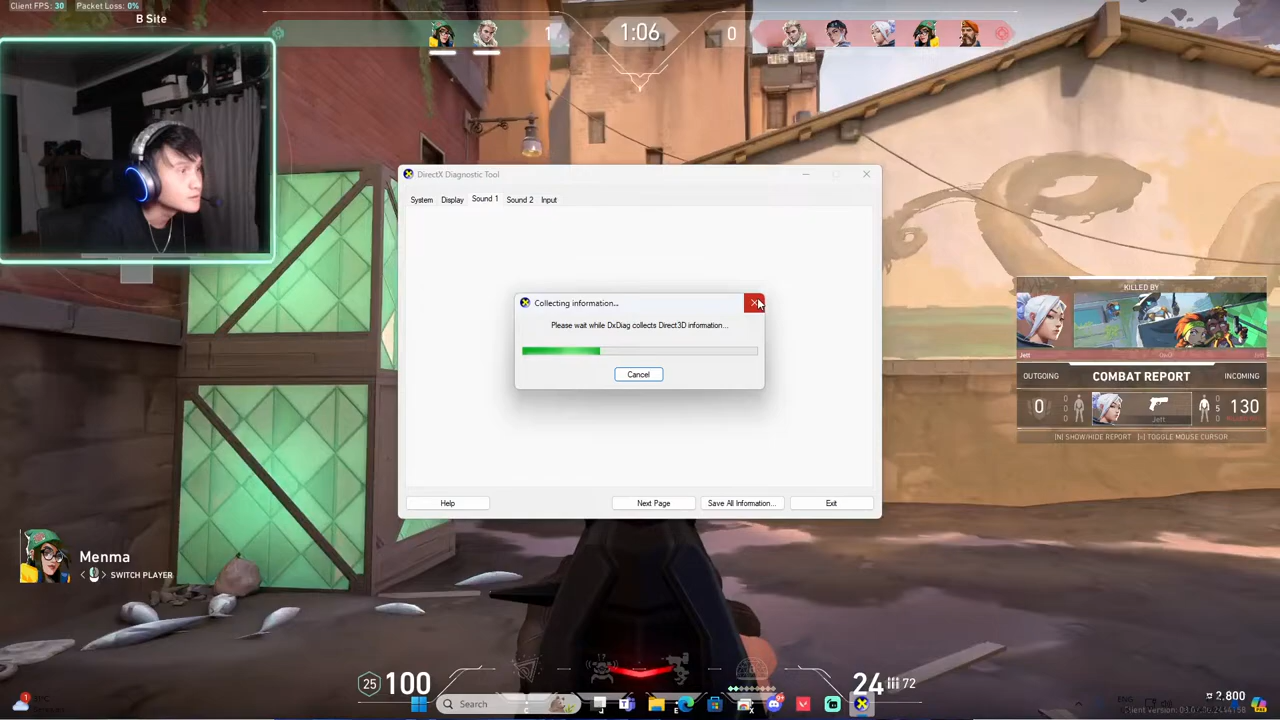 Client FPS: 30 Packet Loss: 0%
B Site
1
1:06
0
DirectX Diagnostic Tool
System Display Sound 1 Sound 2 Input
Collecting information...
Please wait while DxDiag collects Direct3D information...
Cancel
Help Next Page Save All Information... Exit
KILLED BY
Jett
OUTGOING COMBAT REPORT INCOMING
0 130
Jett
[N] SHOW/HIDE REPORT [=] TOGGLE MOUSE CURSOR
Menma
SWITCH PLAYER
25 100
24 72
Search
2,800